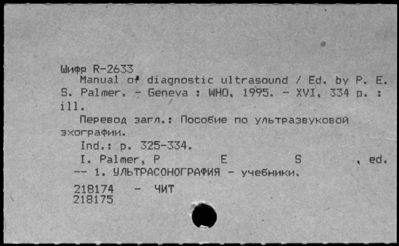 Шифр R-2633
Manual of diagnostic ultrasound / Ed. by P. E.
S. Palmer. - Geneva : WHO, 1995. - XVI, 334 p. :
ill.
Перевод загл.: Пособие по ультразвуковой
эхографии.
Ind.: p. 325-334.
I. Palmer, P E S , ed.
-- 1. УЛЬТРАСОНОГРАФИЯ - учебники.
218174 - ЧИТ
218175